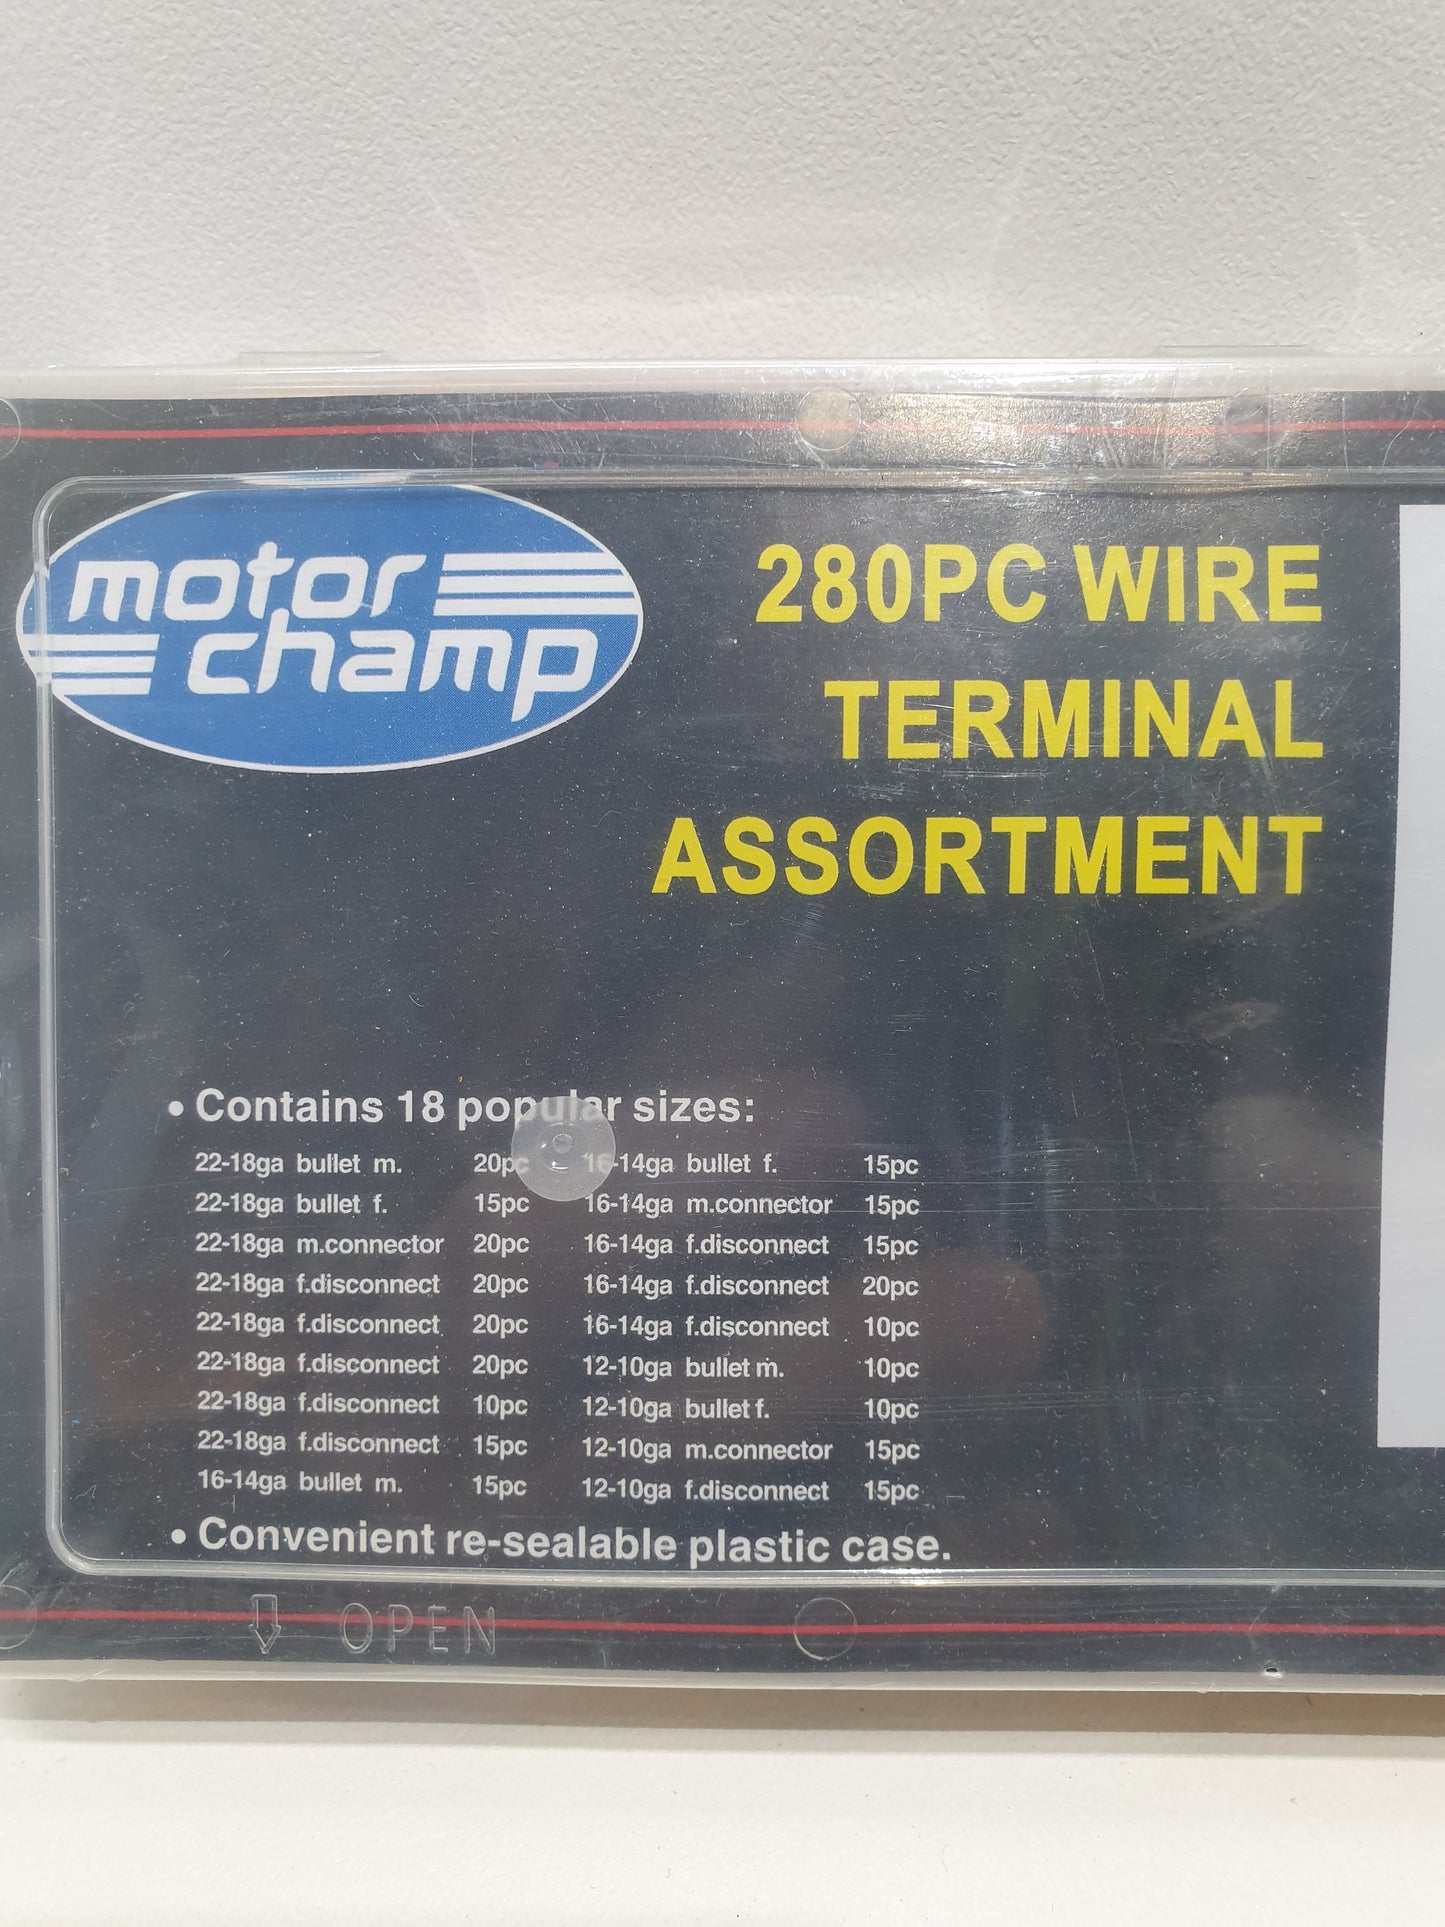 motor
champ
280PC WIRE
TERMINAL
ASSORTMENT
• Contains 18 popular sizes:
22-18ga bullet m. 20pc 16-14ga bullet f. 15pc
22-18ga bullet f. 15pc 16-14ga m.connector 15pc
22-18ga m.connector 20pc 16-14ga f.disconnect 15pc
22-18ga f.disconnect 20pc 16-14ga f.disconnect 20pc
22-18ga f.disconnect 20pc 16-14ga f.disconnect 10pc
22-18ga f.disconnect 20pc 12-10ga bullet m. 10pc
22-18ga f.disconnect 10pc 12-10ga bullet f. 10pc
22-18ga f.disconnect 15pc 12-10ga m.connector 15pc
16-14ga bullet m. 15pc 12-10ga f.disconnect 15pc
• Convenient re-sealable plastic case.
OPEN